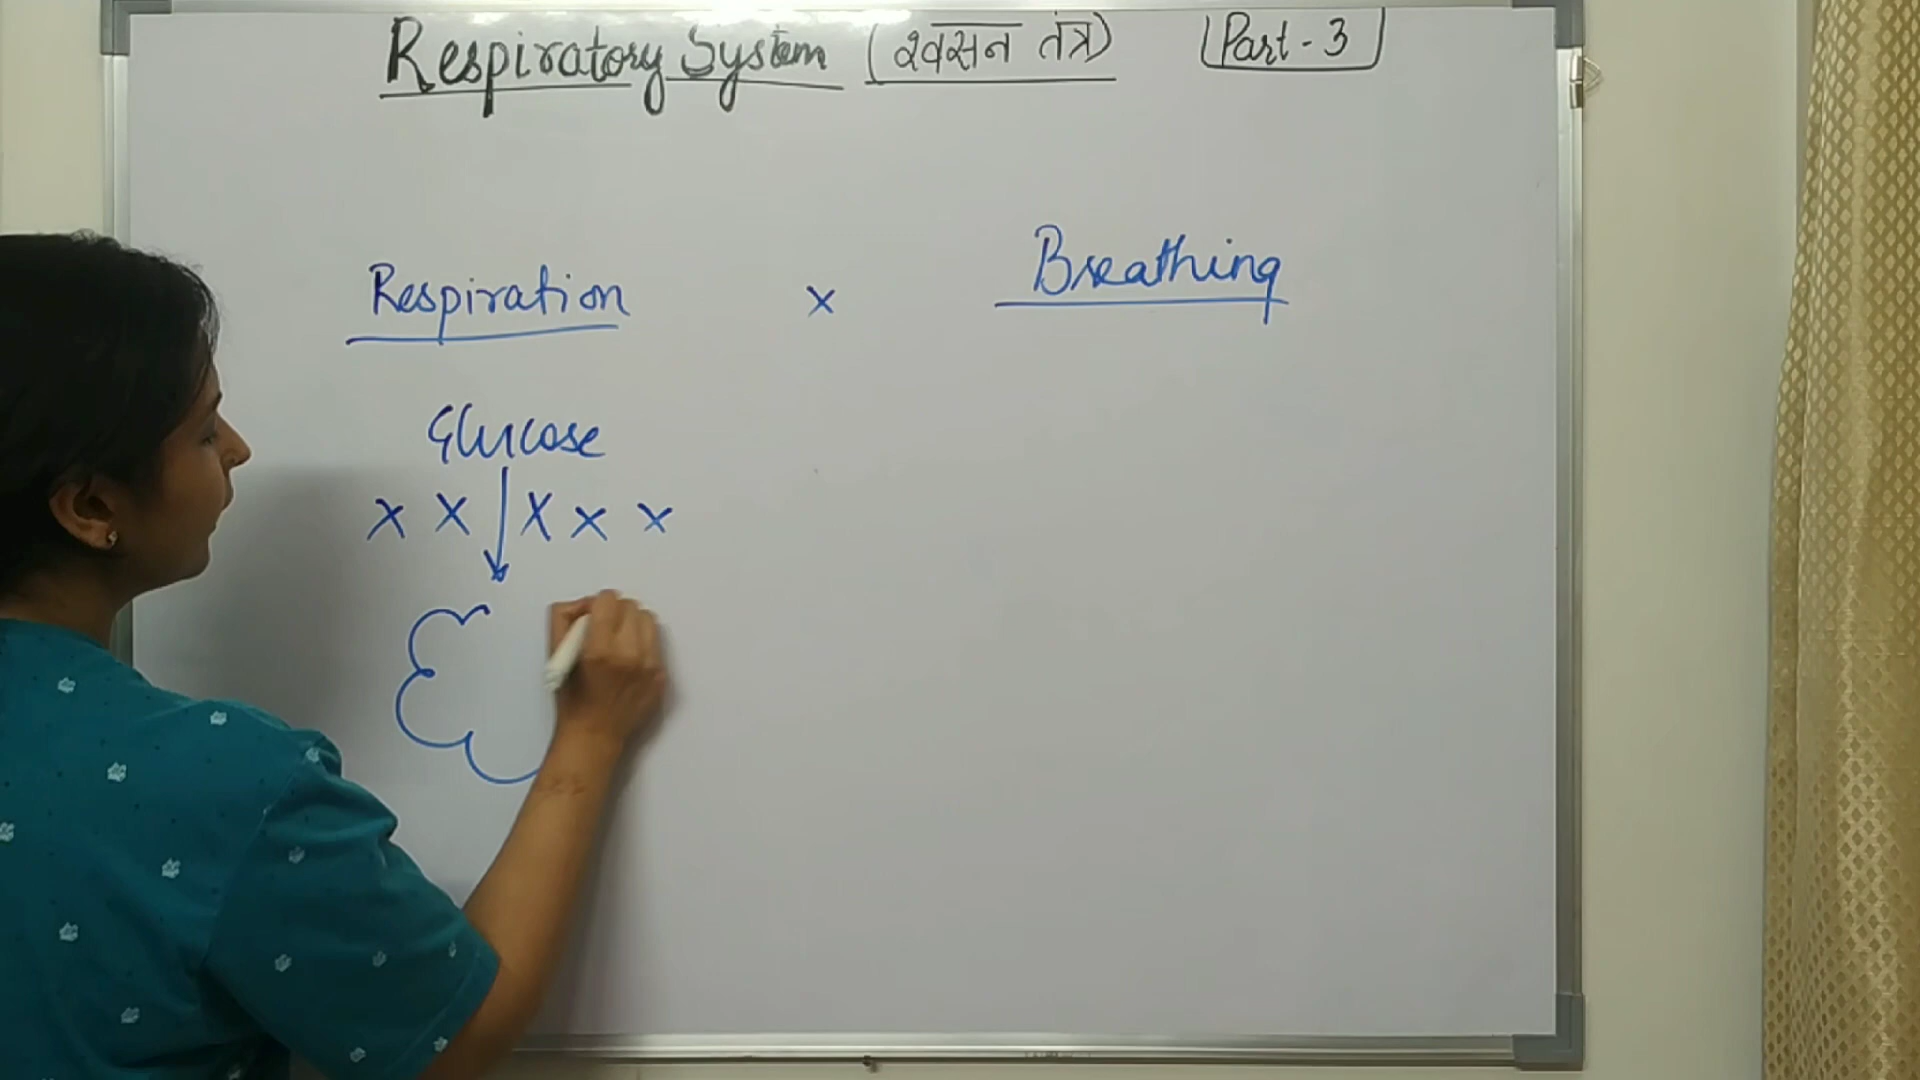 Respiratory System (श्वसन तंत्र) Part-3
Respiration x Breathing
Glucose
x x x x x